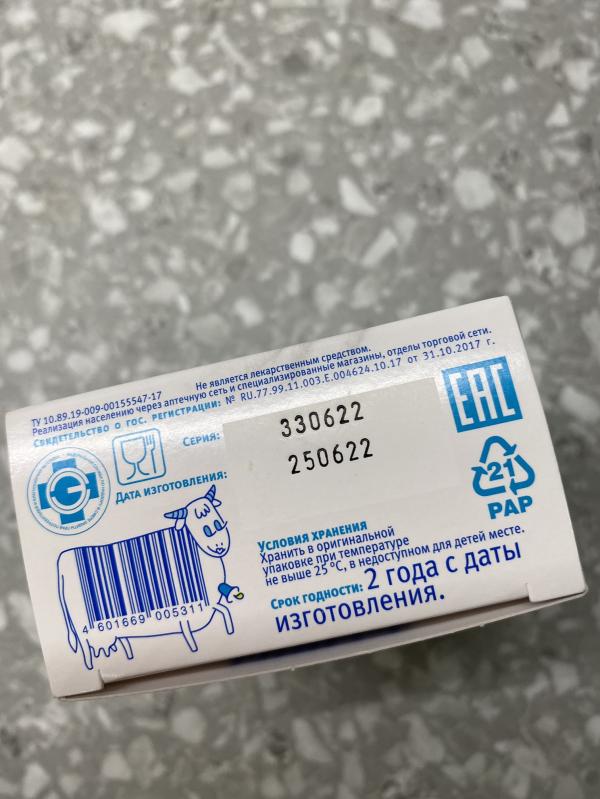 Не является лекарственным средством.
ТУ 10.89.19-009-00155547-17
Реализация населению через аптечную сеть и специализированные магазины, отделы торговой сети.
Свидетельство о гос. регистрации: № RU.77.99.11.003.Е.004624.10.17 от 31.10.2017 г.
Серия: 330622
Дата изготовления: 250622
EAC
21
PAP
Условия хранения
Хранить в оригинальной
упаковке при температуре
не выше 25 °С, в недоступном для детей месте.
Срок годности: 2 года с даты
изготовления.
4 601669 005311